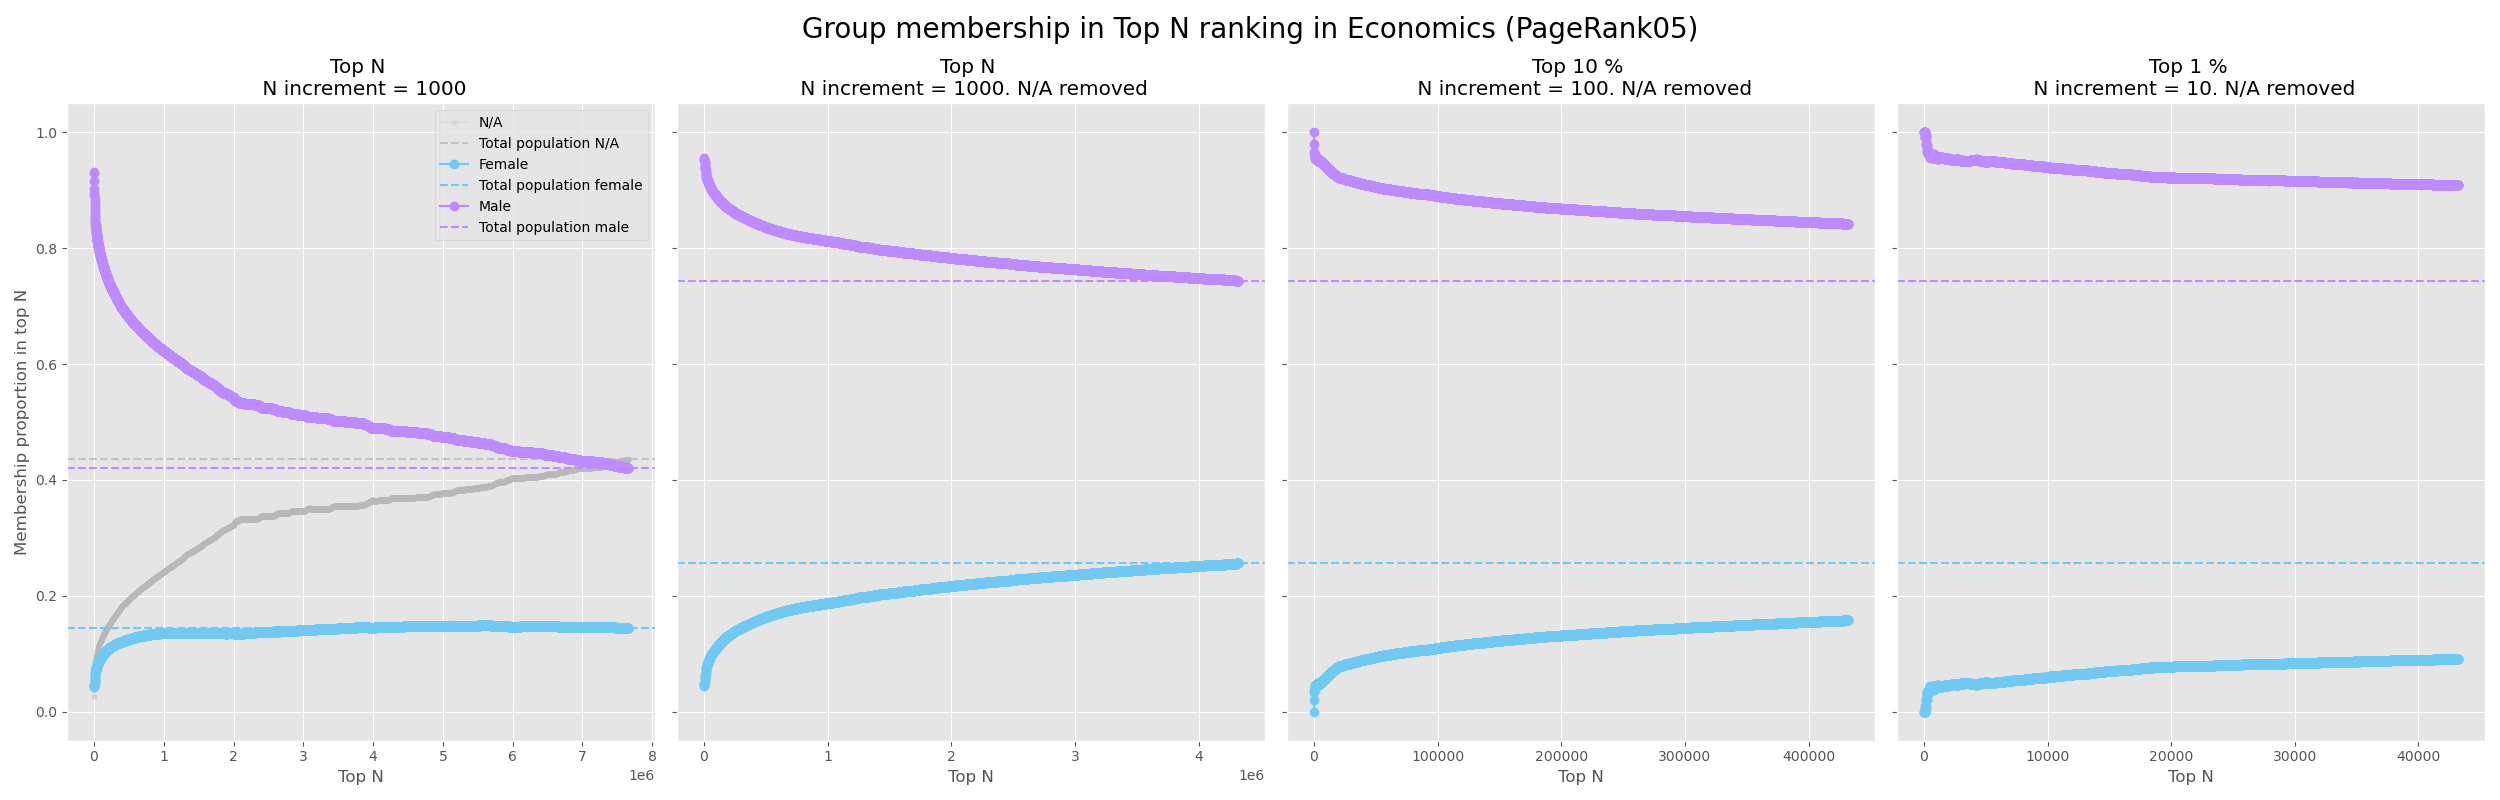 Group membership in Top N ranking in Economics (PageRank05)
Top N
N increment = 1000
Top N
N increment = 1000. N/A removed
Top 10 %
N increment = 100. N/A removed
Top 1 %
N increment = 10. N/A removed
Membership proportion in top N
1.0
0.8
0.6
0.4
0.2
0.0
N/A
Total population N/A
Female
Total population female
Male
Total population male
0 1 2 3 4 5 6 7 8
1e6
Top N
0 1 2 3 4
1e6
Top N
0 100000 200000 300000 400000
Top N
0 10000 20000 30000 40000
Top N